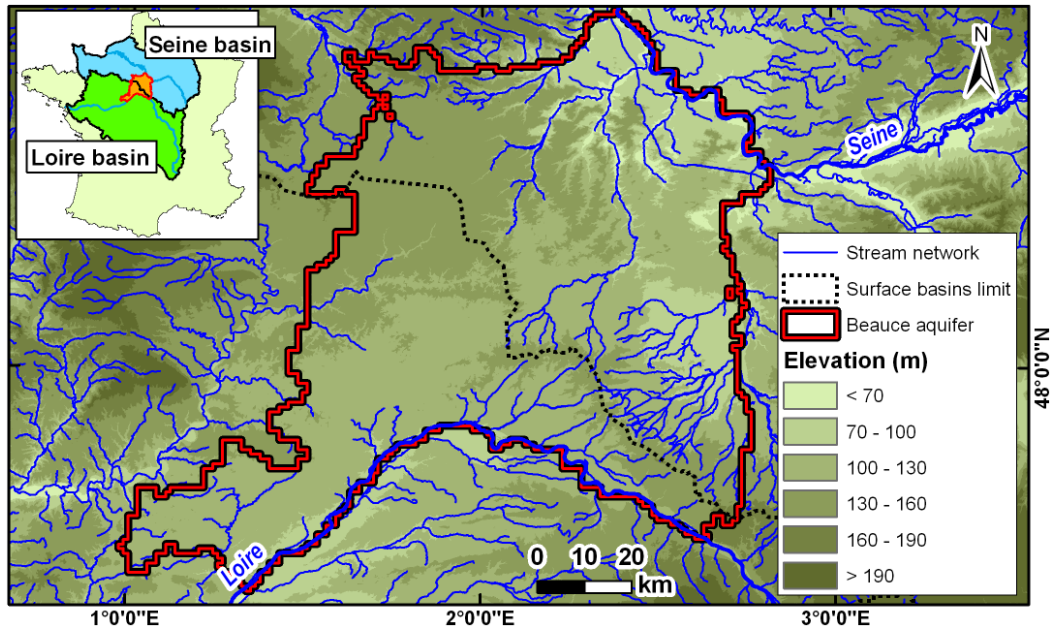 Seine basin
Loire basin
N
Seine
Loire
Stream network
Surface basins limit
Beauce aquifer
Elevation (m)
< 70
70 - 100
100 - 130
130 - 160
160 - 190
> 190
0 10 20
km
48°0'0"N
1°0'0"E 2°0'0"E 3°0'0"E